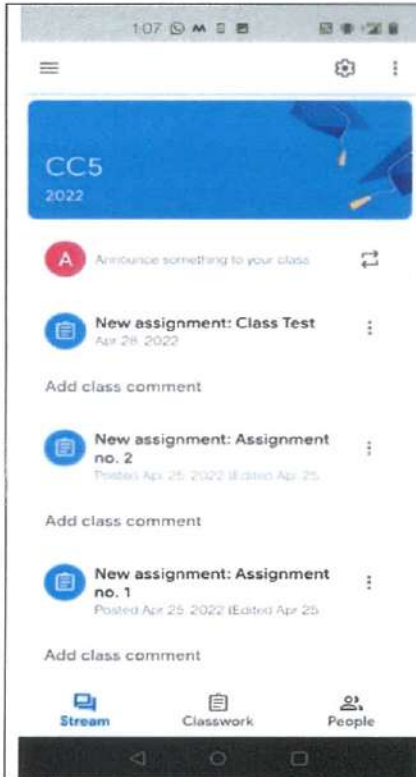 1:07
CC5
2022
A
Announce something to your class
New assignment: Class Test
Apr 28, 2022
Add class comment
New assignment: Assignment
no. 2
Posted Apr 25, 2022 (Edited Apr 25
Add class comment
New assignment: Assignment
no. 1
Posted Apr 25, 2022 (Edited Apr 25
Add class comment
Stream
Classwork
People